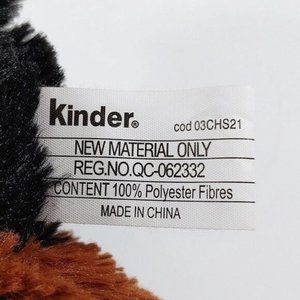 Kinder®
cod 03CHS21
NEW MATERIAL ONLY
REG.NO.QC-062332
CONTENT 100% Polyester Fibres
MADE IN CHINA